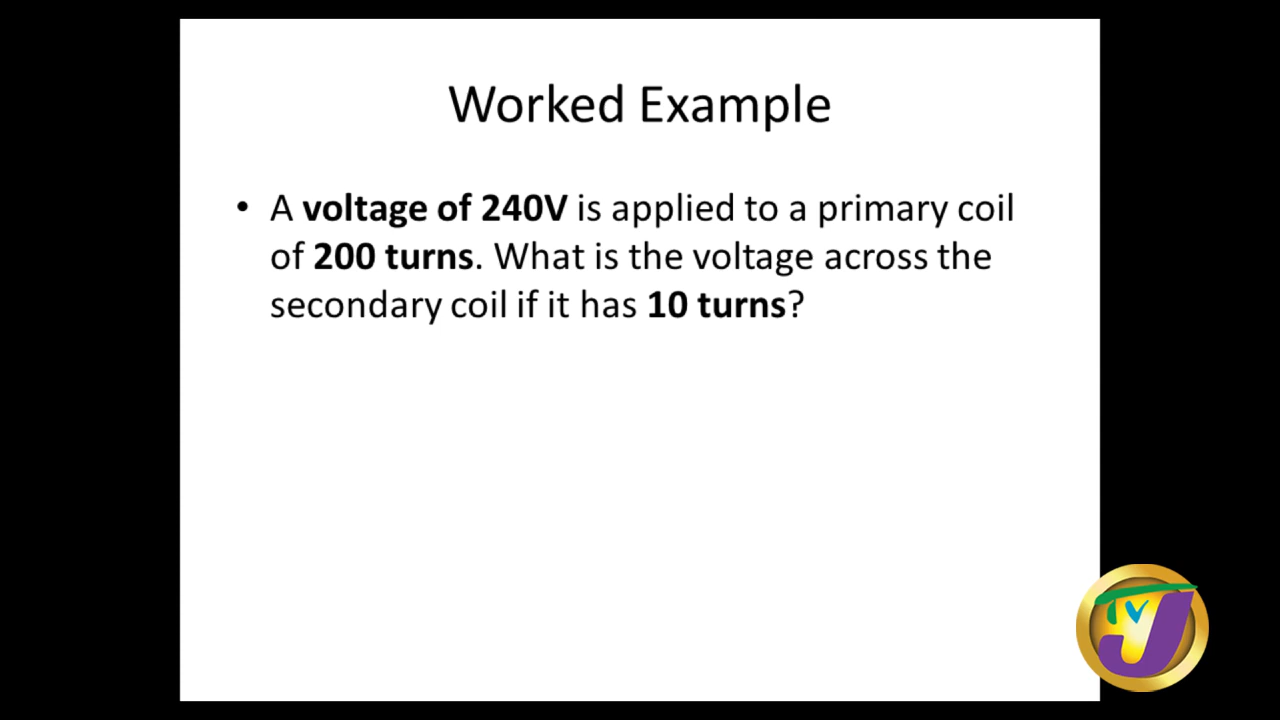 Worked Example
• A voltage of 240V is applied to a primary coil
of 200 turns. What is the voltage across the
secondary coil if it has 10 turns?
TVJ